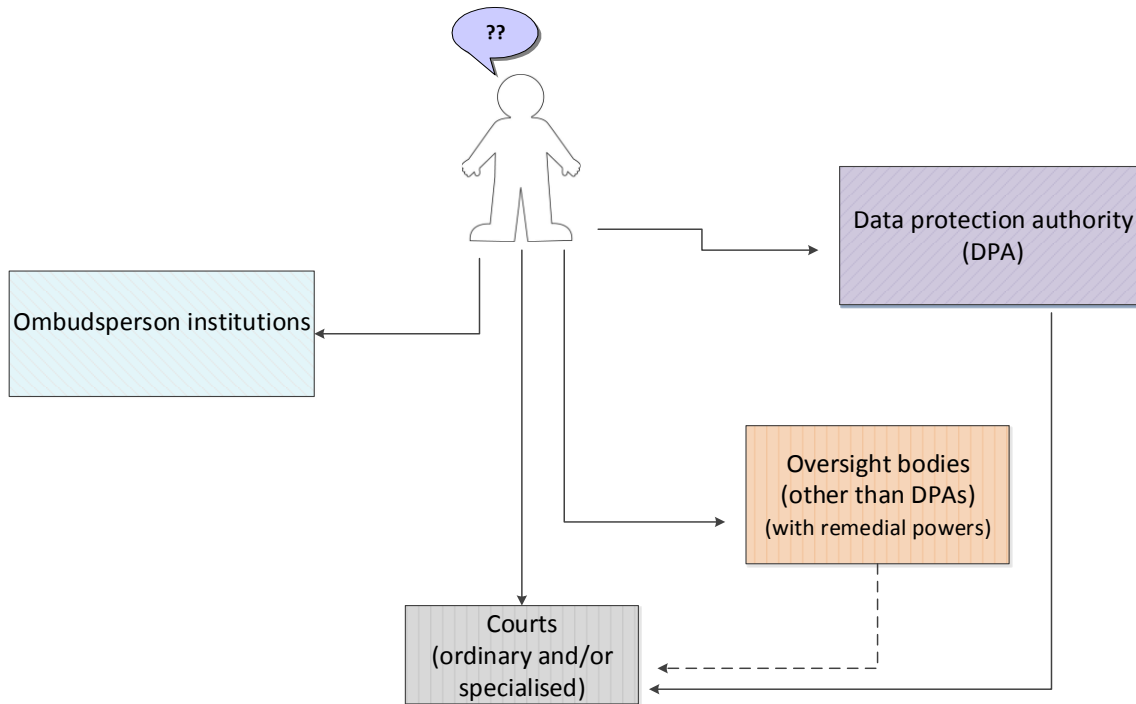 ??
Data protection authority
(DPA)
Ombudsperson institutions
Oversight bodies
(other than DPAs)
(with remedial powers)
Courts
(ordinary and/or
specialised)